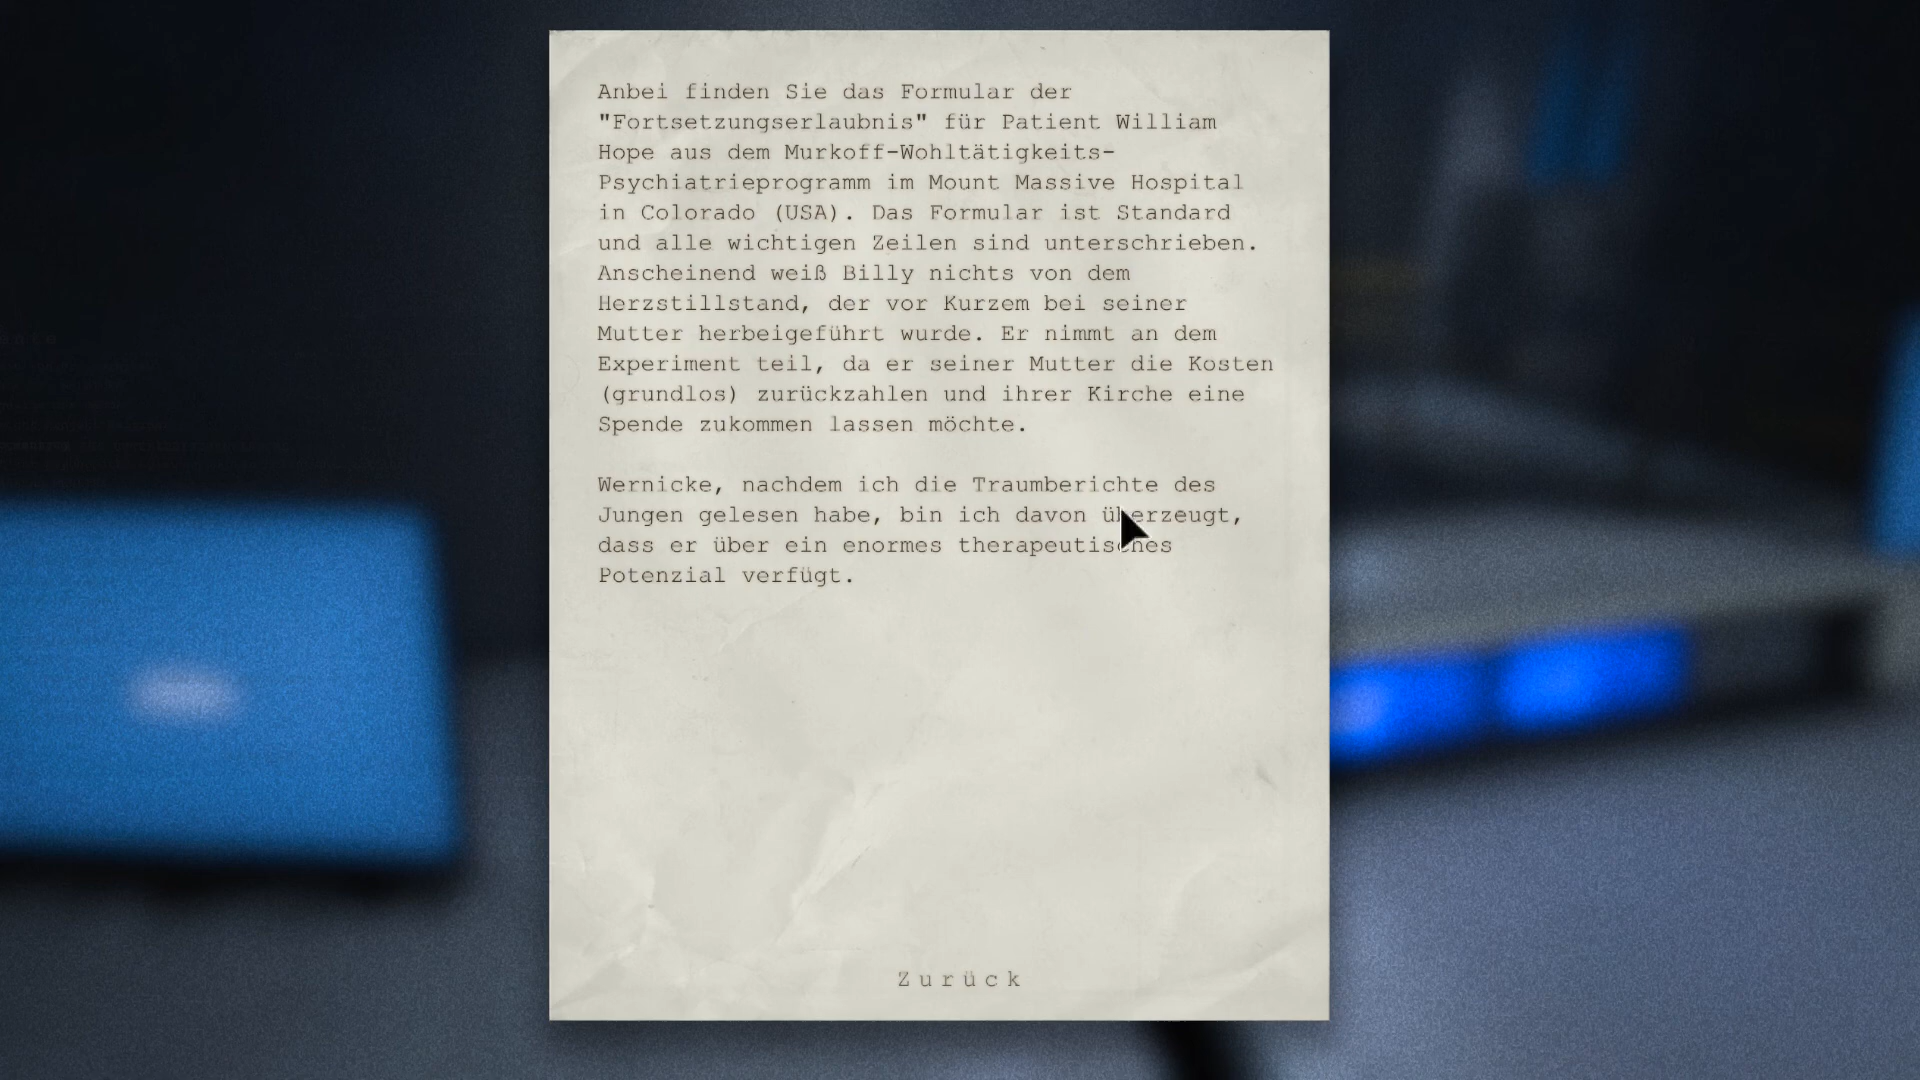 Anbei finden Sie das Formular der
"Fortsetzungserlaubnis" für Patient William
Hope aus dem Murkoff-Wohltätigkeits-
Psychiatrieprogramm im Mount Massive Hospital
in Colorado (USA). Das Formular ist Standard
und alle wichtigen Zeilen sind unterschrieben.
Anscheinend weiß Billy nichts von dem
Herzstillstand, der vor Kurzem bei seiner
Mutter herbeigeführt wurde. Er nimmt an dem
Experiment teil, da er seiner Mutter die Kosten
(grundlos) zurückzahlen und ihrer Kirche eine
Spende zukommen lassen möchte.
Wernicke, nachdem ich die Traumberichte des
Jungen gelesen habe, bin ich davon überzeugt,
dass er über ein enormes therapeutisches
Potenzial verfügt.
Zurück